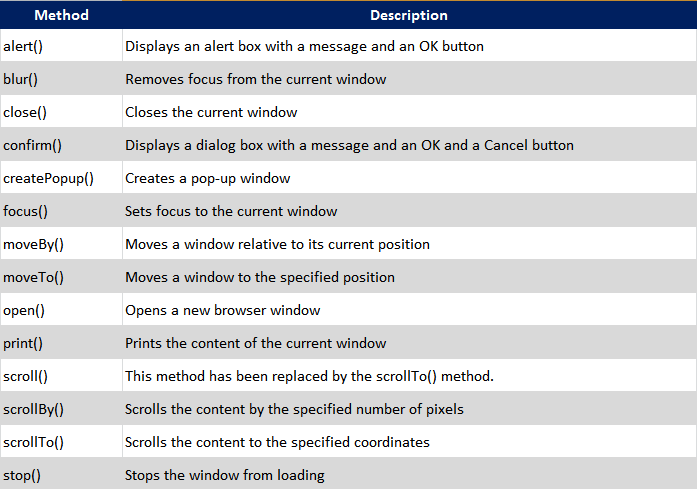 Method Description
alert() Displays an alert box with a message and an OK button
blur() Removes focus from the current window
close() Closes the current window
confirm() Displays a dialog box with a message and an OK and a Cancel button
createPopup() Creates a pop-up window
focus() Sets focus to the current window
moveBy() Moves a window relative to its current position
moveTo() Moves a window to the specified position
open() Opens a new browser window
print() Prints the content of the current window
scroll() This method has been replaced by the scrollTo() method.
scrollBy() Scrolls the content by the specified number of pixels
scrollTo() Scrolls the content to the specified coordinates
stop() Stops the window from loading